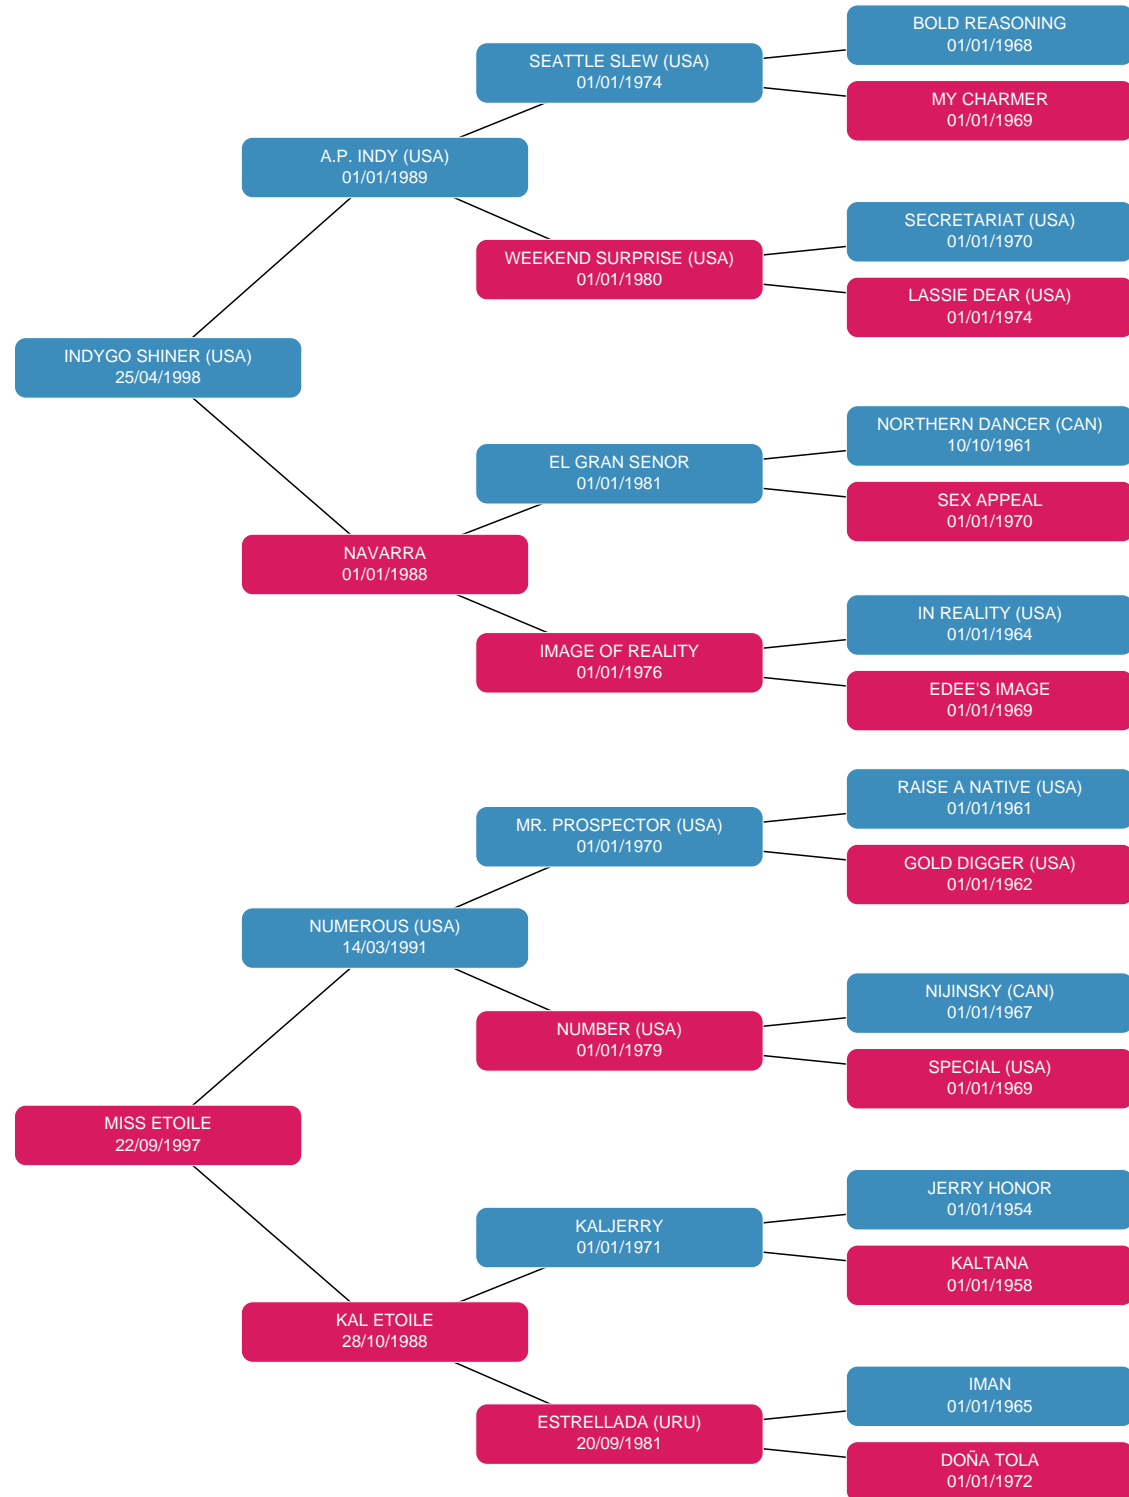 BOLD REASONING
01/01/1968
SEATTLE SLEW (USA)
01/01/1974
MY CHARMER
01/01/1969
A.P. INDY (USA)
01/01/1989
SECRETARIAT (USA)
01/01/1970
WEEKEND SURPRISE (USA)
01/01/1980
LASSIE DEAR (USA)
01/01/1974
INDYGO SHINER (USA)
25/04/1998
NORTHERN DANCER (CAN)
10/10/1961
EL GRAN SENOR
01/01/1981
SEX APPEAL
01/01/1970
NAVARRA
01/01/1988
IN REALITY (USA)
01/01/1964
IMAGE OF REALITY
01/01/1976
EDEE'S IMAGE
01/01/1969
RAISE A NATIVE (USA)
01/01/1961
MR. PROSPECTOR (USA)
01/01/1970
GOLD DIGGER (USA)
01/01/1962
NUMEROUS (USA)
14/03/1991
NIJINSKY (CAN)
01/01/1967
NUMBER (USA)
01/01/1979
SPECIAL (USA)
01/01/1969
MISS ETOILE
22/09/1997
JERRY HONOR
01/01/1954
KALJERRY
01/01/1971
KALTANA
01/01/1958
KAL ETOILE
28/10/1988
IMAN
01/01/1965
ESTRELLADA (URU)
20/09/1981
DOÑA TOLA
01/01/1972